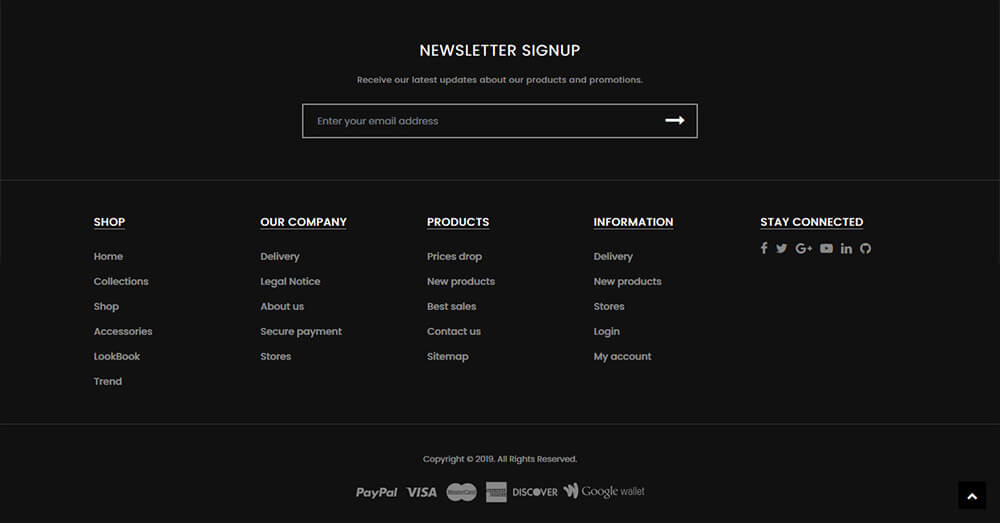 NEWSLETTER SIGNUP
Receive our latest updates about our products and promotions.
Enter your email address
SHOP
Home
Collections
Shop
Accessories
LookBook
Trend
OUR COMPANY
Delivery
Legal Notice
About us
Secure payment
Stores
PRODUCTS
Prices drop
New products
Best sales
Contact us
Sitemap
INFORMATION
Delivery
New products
Stores
Login
My account
STAY CONNECTED
Copyright © 2019. All Rights Reserved.
PayPal VISA MasterCard DISCOVER Google wallet